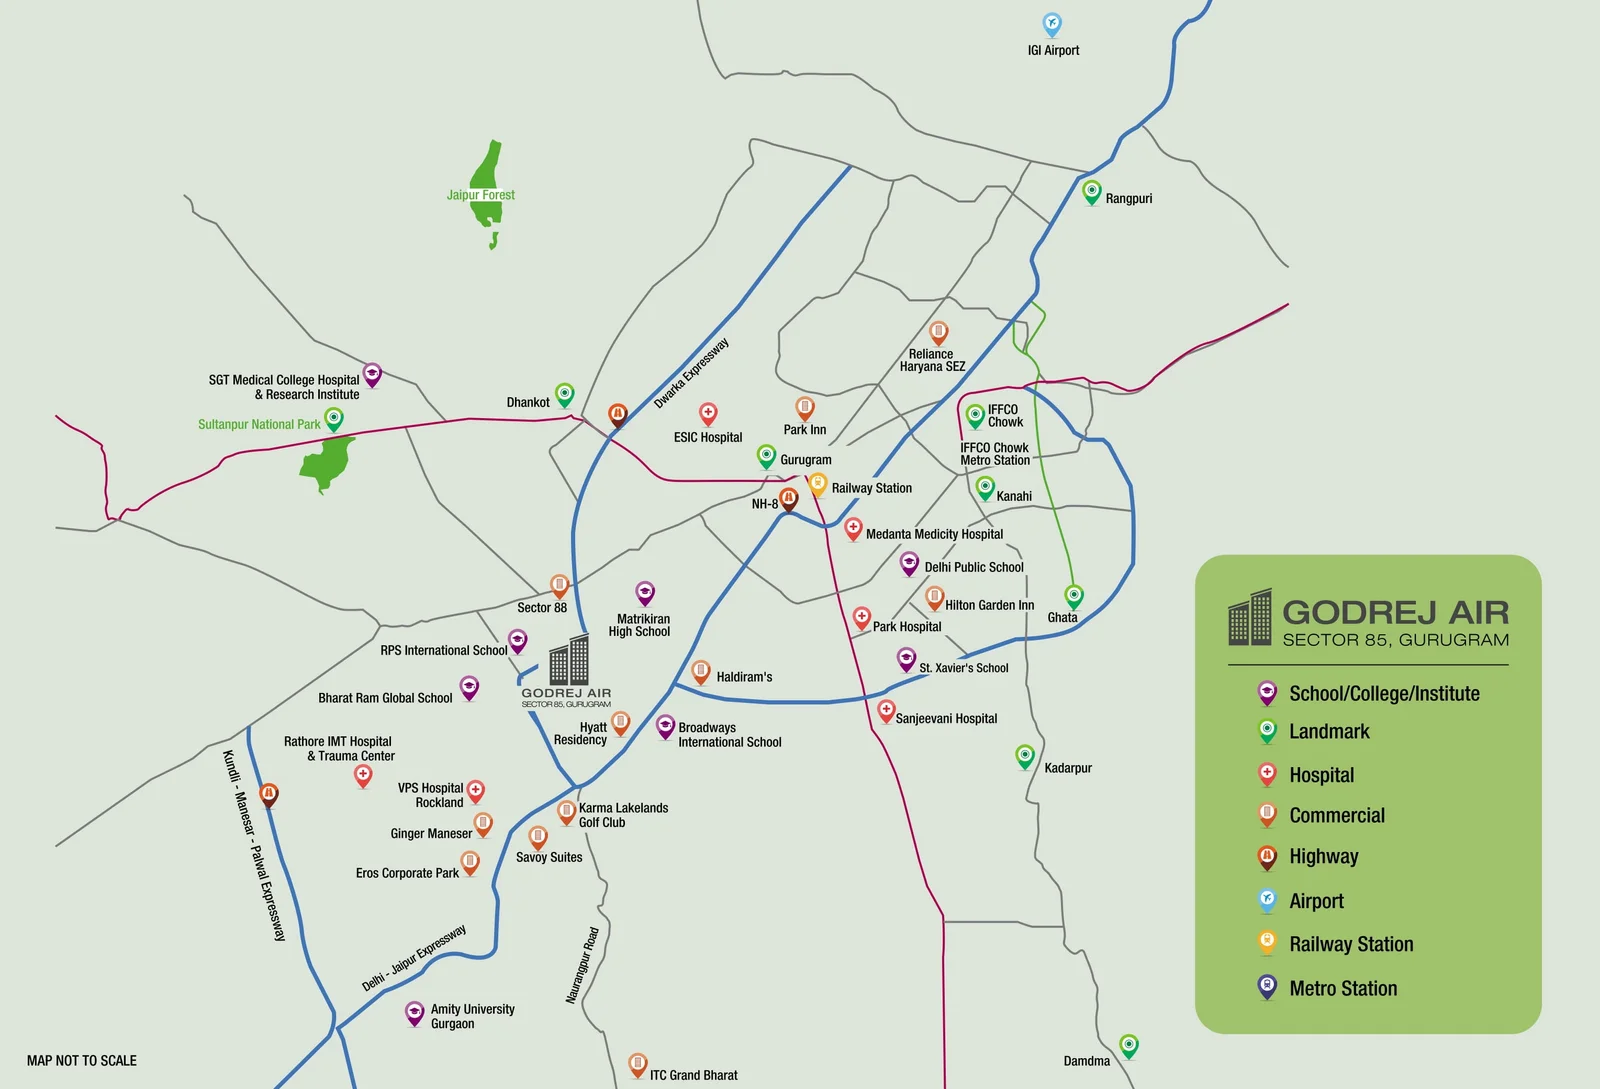 IGI Airport
Rangpuri
Jaipur Forest
Dwarka Expressway
Reliance
Haryana SEZ
SGT Medical College Hospital
& Research Institute
Sultanpur National Park
Dhankot
ESIC Hospital
Park Inn
IFFCO
Chowk
IFFCO Chowk
Metro Station
Gurugram
Railway Station
NH-8
Kanahi
Medanta Medicity Hospital
Delhi Public School
Hilton Garden Inn
Ghata
Sector 88
Matrikiran
High School
Park Hospital
RPS International School
St. Xavier's School
GODREJ AIR
SECTOR 85, GURUGRAM
Haldiram's
Bharat Ram Global School
Sanjeevani Hospital
Hyatt
Residency
Broadways
International School
Rathore IMT Hospital
& Trauma Center
Kadarpur
Kundli - Manesar - Palwal Expressway
VPS Hospital
Rockland
Karma Lakelands
Golf Club
Ginger Maneser
Savoy Suites
Eros Corporate Park
Delhi - Jaipur Expressway
Naurangpur Road
Amity University
Gurgaon
Damdma
ITC Grand Bharat
MAP NOT TO SCALE
GODREJ AIR
SECTOR 85, GURUGRAM
School/College/Institute
Landmark
Hospital
Commercial
Highway
Airport
Railway Station
Metro Station